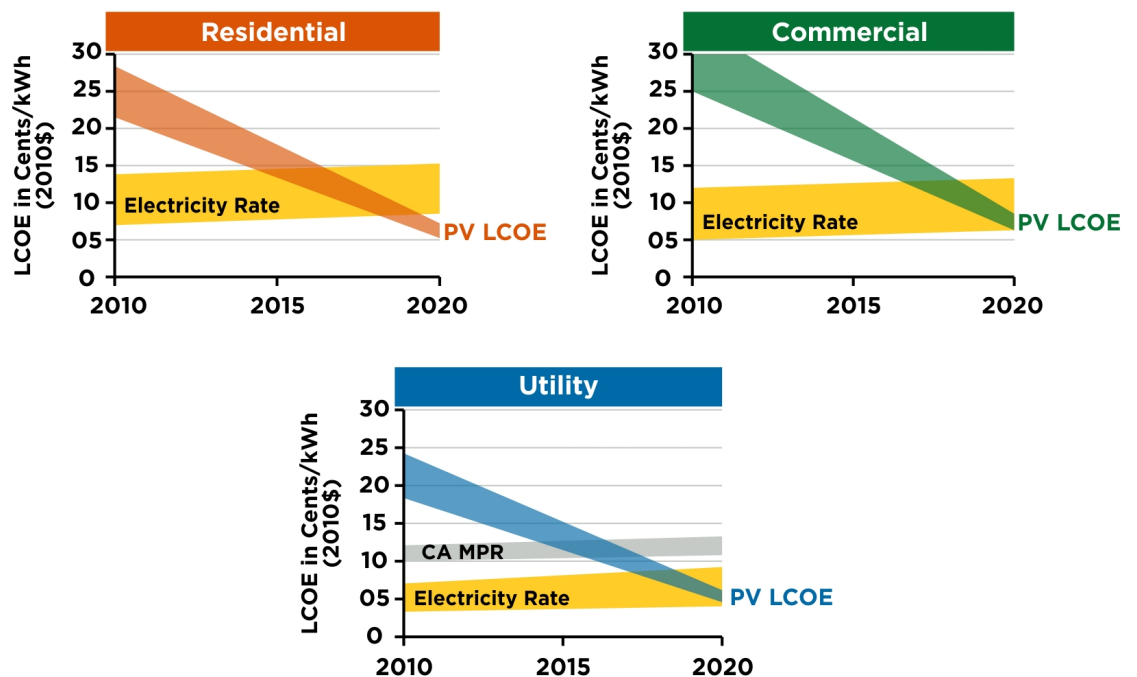 Residential
LCOE in Cents/kWh
(2010$)
30
25
20
15
10
05
0
Electricity Rate
PV LCOE
2010
2015
2020
Commercial
LCOE in Cents/kWh
(2010$)
30
25
20
15
10
05
0
Electricity Rate
PV LCOE
2010
2015
2020
Utility
LCOE in Cents/kWh
(2010$)
30
25
20
15
10
05
0
CA MPR
Electricity Rate
PV LCOE
2010
2015
2020